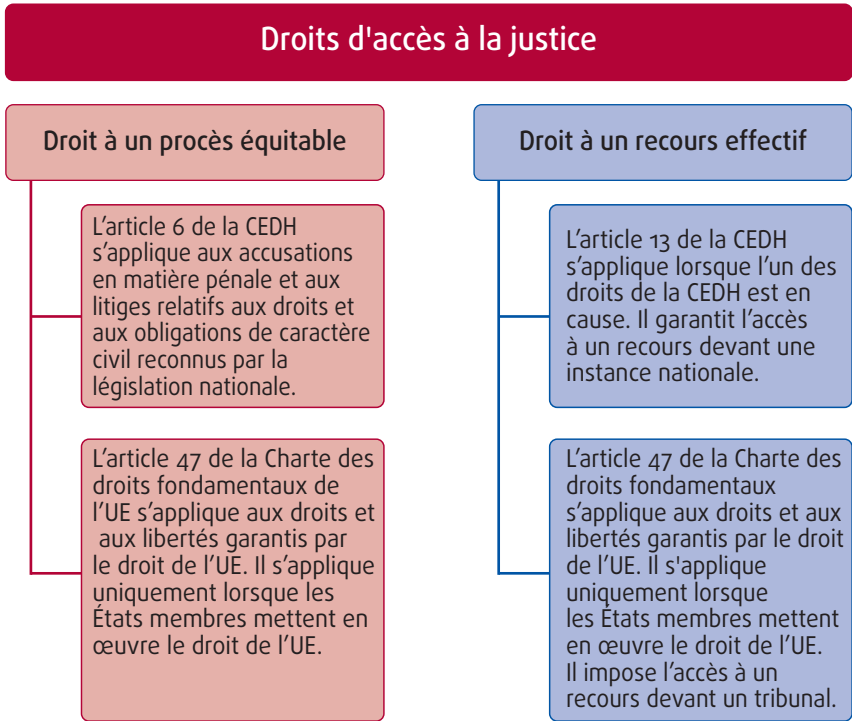 Droits d'accès à la justice
Droit à un procès équitable
L’article 6 de la CEDH
s’applique aux accusations
en matière pénale et aux
litiges relatifs aux droits et
aux obligations de caractère
civil reconnus par la
législation nationale.
L’article 47 de la Charte des
droits fondamentaux de
l’UE s’applique aux droits et
aux libertés garantis par
le droit de l’UE. Il s’applique
uniquement lorsque les
États membres mettent en
œuvre le droit de l’UE.
Droit à un recours effectif
L’article 13 de la CEDH
s’applique lorsque l’un des
droits de la CEDH est en
cause. Il garantit l’accès
à un recours devant une
instance nationale.
L’article 47 de la Charte des
droits fondamentaux
s’applique aux droits et aux
libertés garantis par le droit
de l’UE. Il s'applique
uniquement lorsque
les États membres mettent
en œuvre le droit de l’UE.
Il impose l’accès à un
recours devant un tribunal.